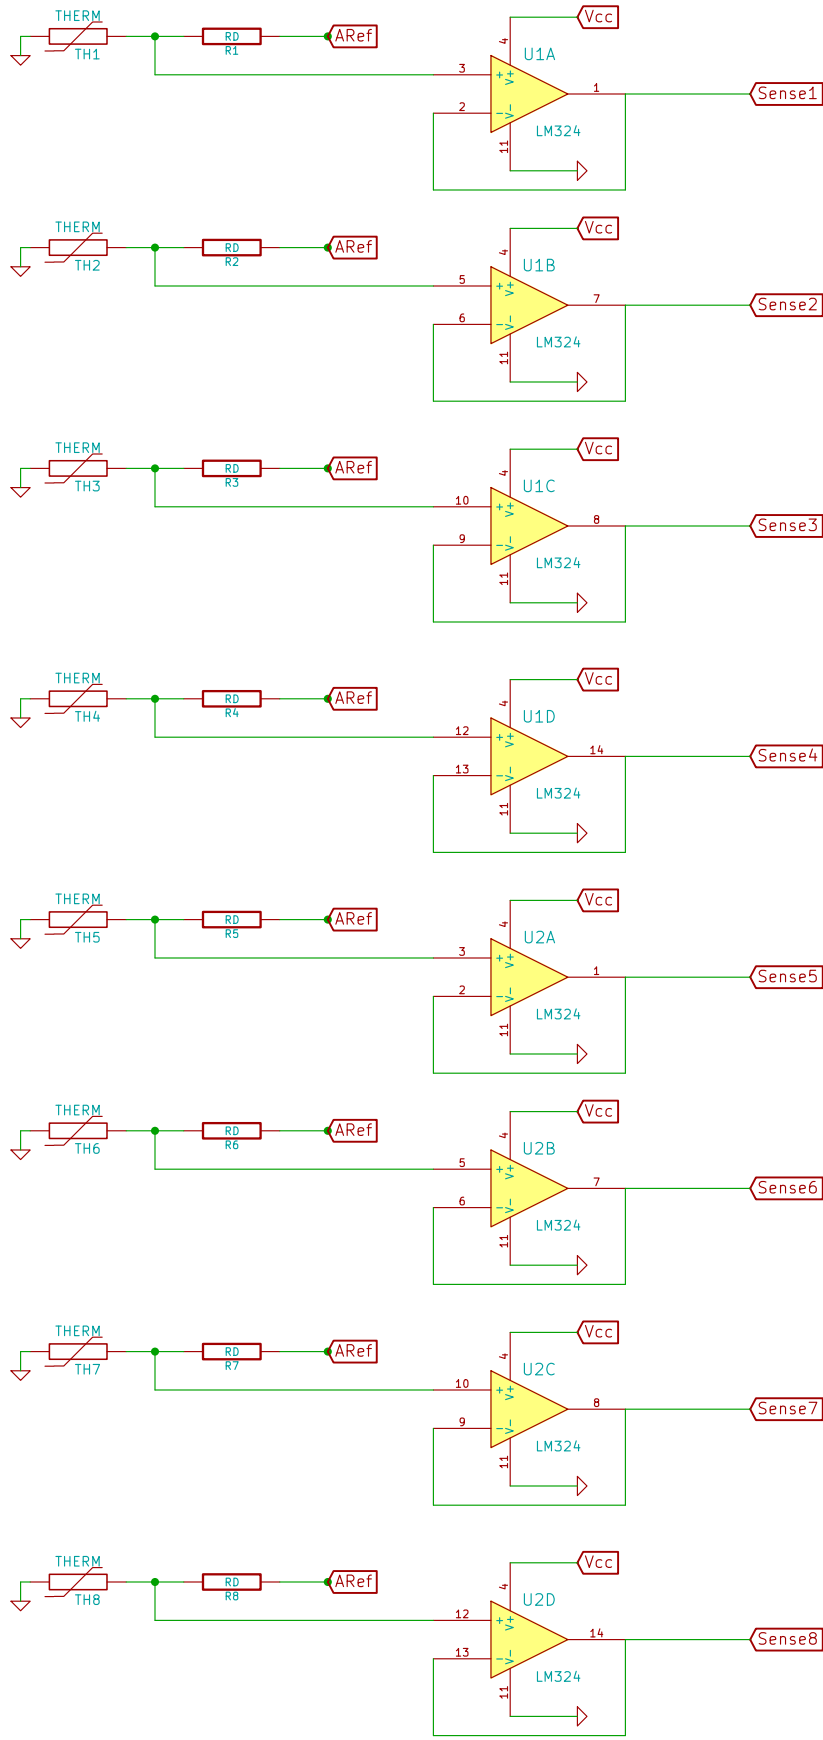 THERM
TH1
RD
R1
ARef
Vcc
4
U1A
3
+
V+
2
-
V-
1
LM324
11
Sense1
THERM
TH2
RD
R2
ARef
Vcc
4
U1B
5
+
V+
6
-
V-
7
LM324
11
Sense2
THERM
TH3
RD
R3
ARef
Vcc
4
U1C
10
+
V+
9
-
V-
8
LM324
11
Sense3
THERM
TH4
RD
R4
ARef
Vcc
4
U1D
12
+
V+
13
-
V-
14
LM324
11
Sense4
THERM
TH5
RD
R5
ARef
Vcc
4
U2A
3
+
V+
2
-
V-
1
LM324
11
Sense5
THERM
TH6
RD
R6
ARef
Vcc
4
U2B
5
+
V+
6
-
V-
7
LM324
11
Sense6
THERM
TH7
RD
R7
ARef
Vcc
4
U2C
10
+
V+
9
-
V-
8
LM324
11
Sense7
THERM
TH8
RD
R8
ARef
Vcc
4
U2D
12
+
V+
13
-
V-
14
LM324
11
Sense8